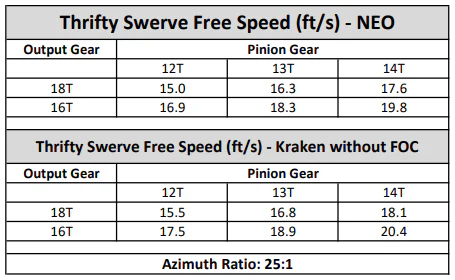 Thrifty Swerve Free Speed (ft/s) - NEO
Output Gear Pinion Gear
12T 13T 14T
18T 15.0 16.3 17.6
16T 16.9 18.3 19.8
Thrifty Swerve Free Speed (ft/s) - Kraken without FOC
Output Gear Pinion Gear
12T 13T 14T
18T 15.5 16.8 18.1
16T 17.5 18.9 20.4
Azimuth Ratio: 25:1